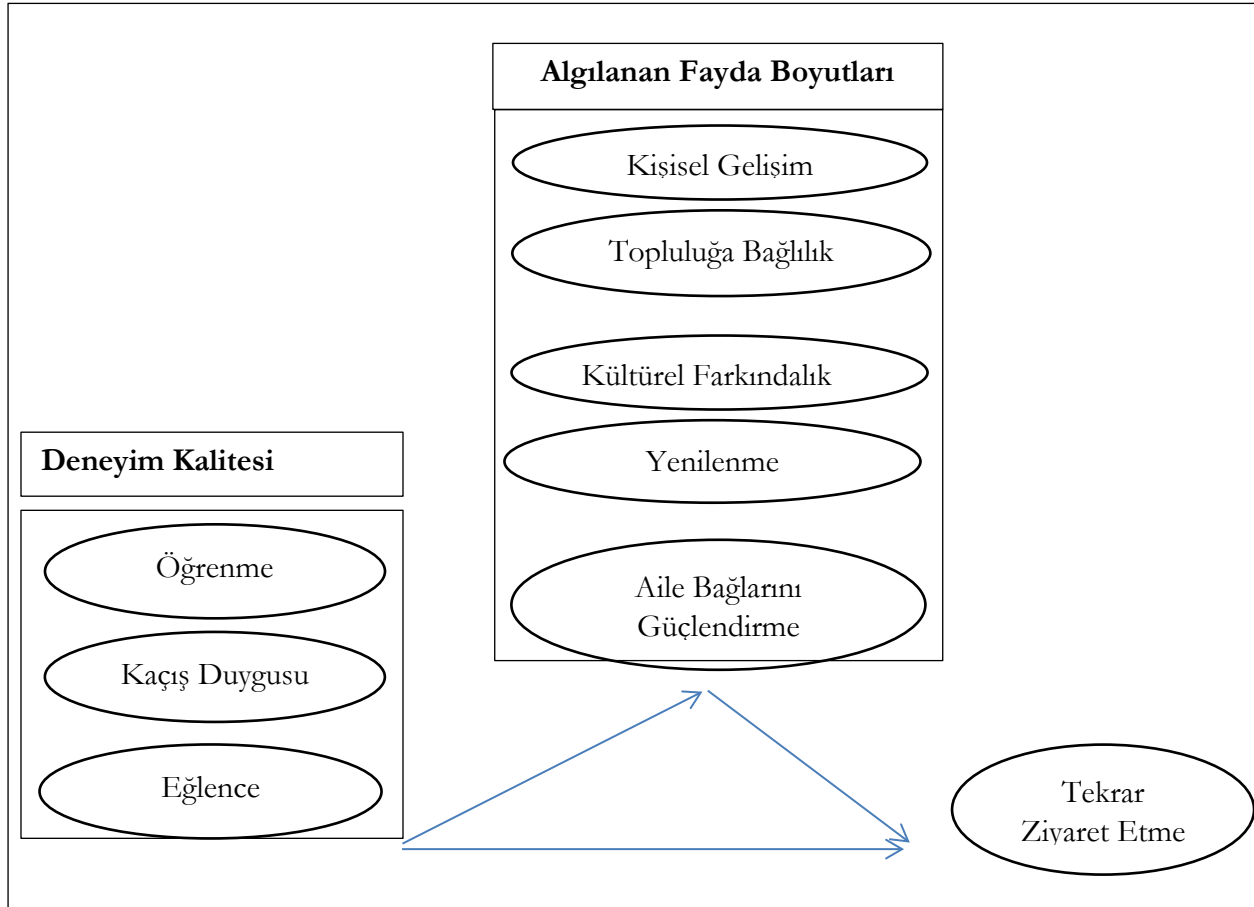 Algılanan Fayda Boyutları
Kişisel Gelişim
Topluluğa Bağlılık
Kültürel Farkındalık
Yenilenme
Aile Bağlarını
Güçlendirme
Deneyim Kalitesi
Öğrenme
Kaçış Duygusu
Eğlence
Tekrar
Ziyaret Etme